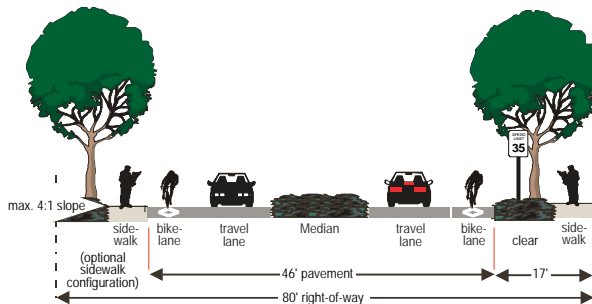 SPEED
LIMIT
35
max. 4:1 slope
side-
walk
bike-
lane
travel
lane
Median
travel
lane
bike-
lane
clear
side-
walk
(optional
sidewalk
configuration)
46' pavement
17'
80' right-of-way